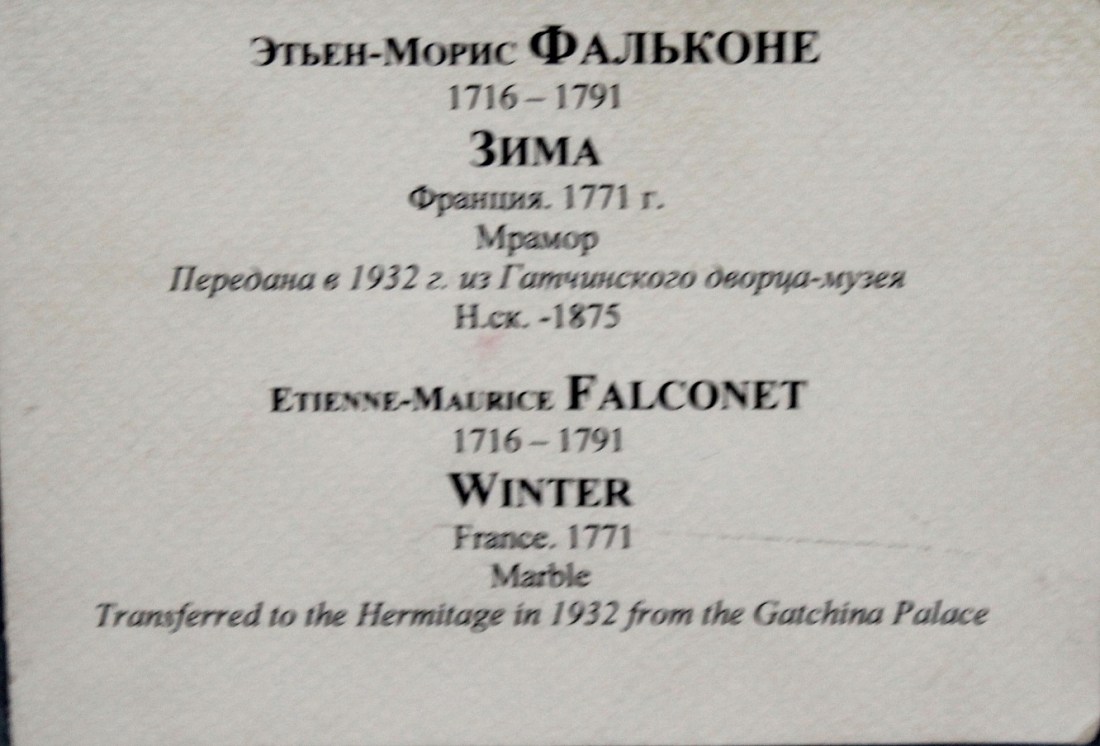 Этьен-Морис ФАЛЬКОНЕ
1716 – 1791
ЗИМА
Франция. 1771 г.
Мрамор
Передана в 1932 г. из Гатчинского дворца-музея
Н.ск. -1875
ETIENNE-MAURICE FALCONET
1716 – 1791
WINTER
France. 1771
Marble
Transferred to the Hermitage in 1932 from the Gatchina Palace